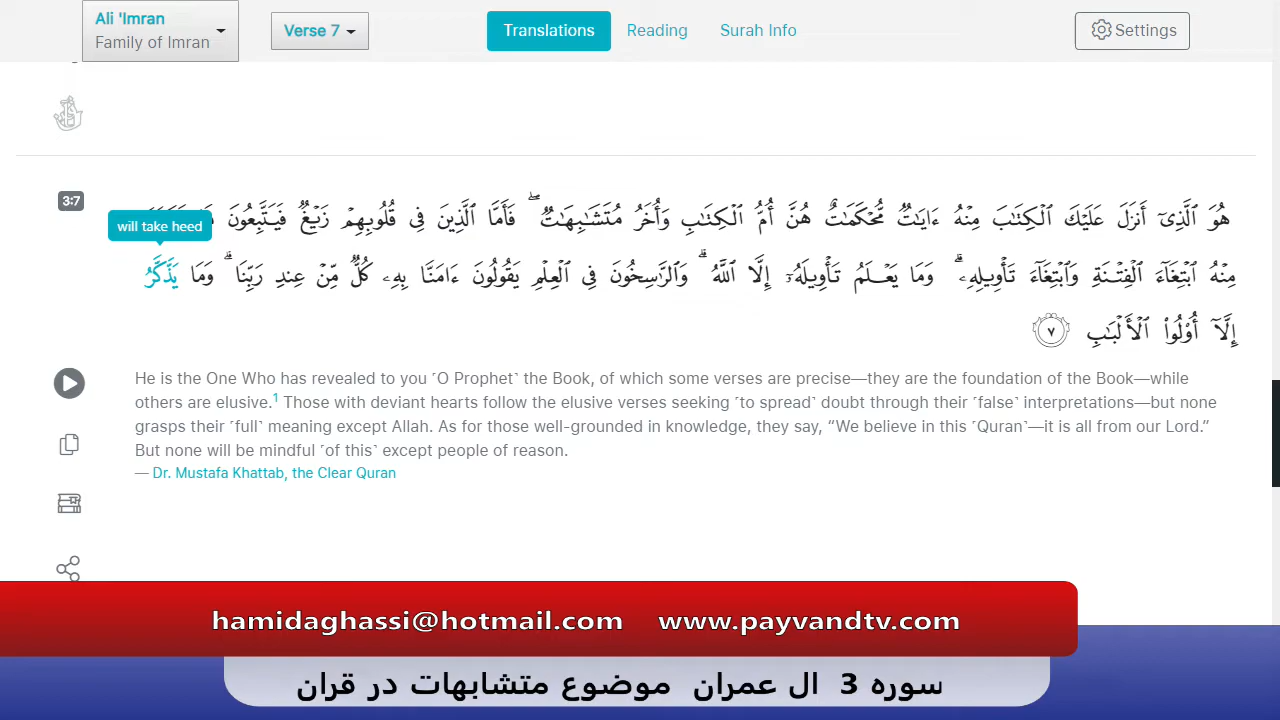 Ali 'Imran
Family of Imran
Verse 7
Translations
Reading
Surah Info
Settings
3:7
will take heed
هُوَ ٱلَّذِىٓ أَنزَلَ عَلَيْكَ ٱلْكِتَـٰبَ مِنْهُ ءَايَـٰتٌ مُّحْكَمَـٰتٌ هُنَّ أُمُّ ٱلْكِتَـٰبِ وَأُخَرُ مُتَشَـٰبِهَـٰتٌ ۖ فَأَمَّا ٱلَّذِينَ فِى قُلُوبِهِمْ زَيْغٌ فَيَتَّبِعُونَ
مِنْهُ ٱبْتِغَآءَ ٱلْفِتْنَةِ وَٱبْتِغَآءَ تَأْوِيلِهِۦ ۗ وَمَا يَعْلَمُ تَأْوِيلَهُۥٓ إِلَّا ٱللَّهُ ۗ وَٱلرَّٰسِخُونَ فِى ٱلْعِلْمِ يَقُولُونَ ءَامَنَّا بِهِۦ كُلٌّ مِّنْ عِندِ رَبِّنَا ۗ وَمَا يَذَّكَّرُ
إِلَّآ أُو۟لُوا۟ ٱلْأَلْبَـٰبِ ٧
He is the One Who has revealed to you ˹O Prophet˺ the Book, of which some verses are precise—they are the foundation of the Book—while
others are elusive.1 Those with deviant hearts follow the elusive verses seeking ˹to spread˺ doubt through their ˹false˺ interpretations—but none
grasps their ˹full˺ meaning except Allah. As for those well-grounded in knowledge, they say, “We believe in this ˹Quran˺—it is all from our Lord.”
But none will be mindful ˹of this˺ except people of reason.
— Dr. Mustafa Khattab, the Clear Quran
hamidaghassi@hotmail.com www.payvandtv.com
سوره 3 ال عمران موضوع متشابهات در قران